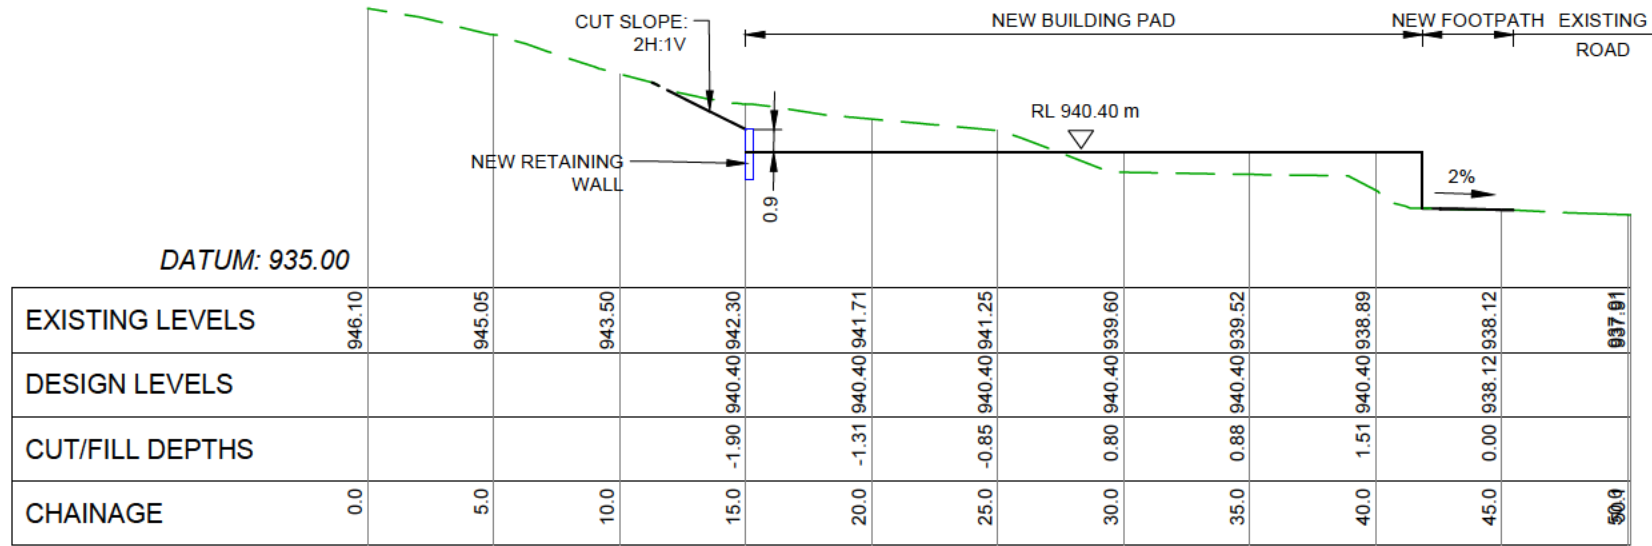 CUT SLOPE:
2H:1V
NEW BUILDING PAD
NEW FOOTPATH
EXISTING
ROAD
RL 940.40 m
NEW RETAINING
WALL
0.9
2%
DATUM: 935.00
EXISTING LEVELS 946.10 945.05 943.50 942.30 941.71 941.25 939.60 939.52 938.89 938.12
DESIGN LEVELS 940.40 940.40 940.40 940.40 940.40 940.40 938.12
CUT/FILL DEPTHS -1.90 -1.31 -0.85 0.80 0.88 1.51 0.00
CHAINAGE 0.0 5.0 10.0 15.0 20.0 25.0 30.0 35.0 40.0 45.0